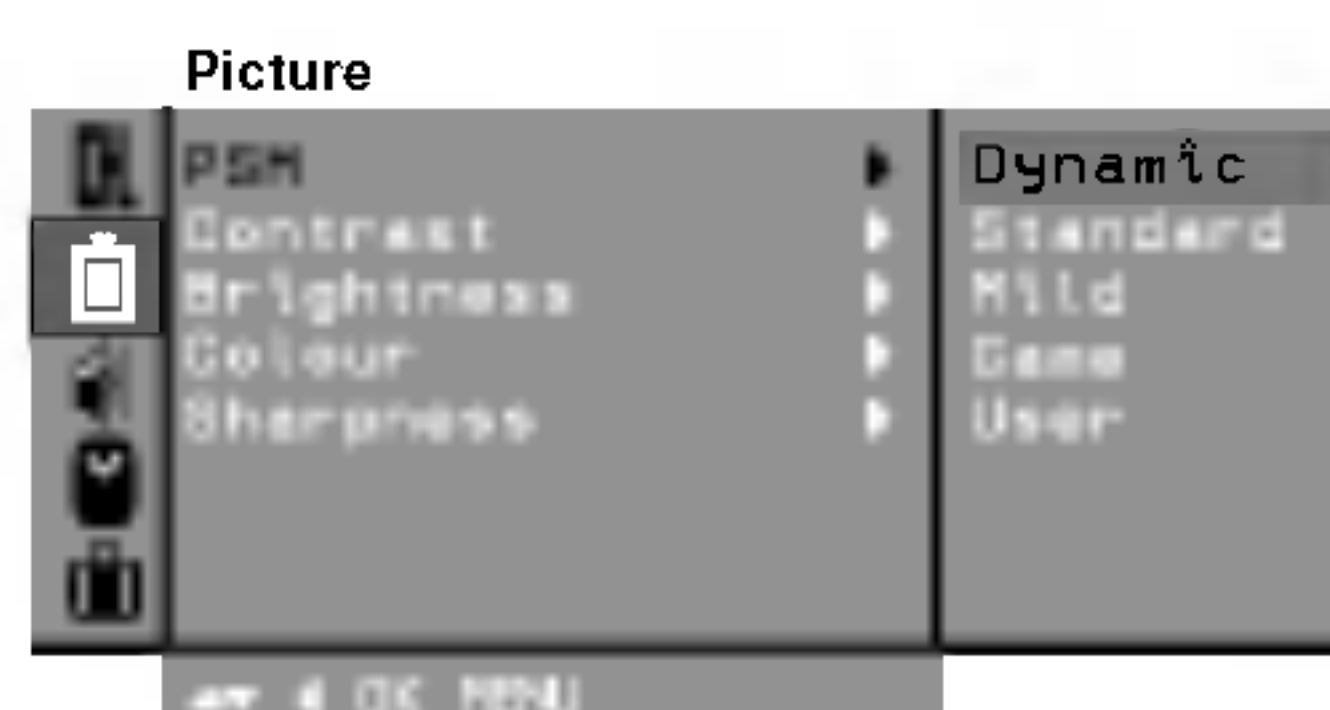 Picture
PSM Dynamic
Contrast Standard
Brightness Mild
Colour Game
Sharpness User
OK MENU